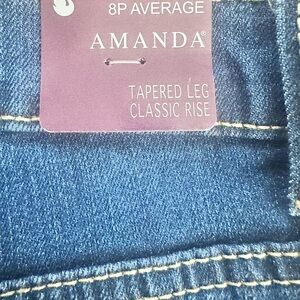 8P AVERAGE
AMANDA®
TAPERED LEG
CLASSIC RISE